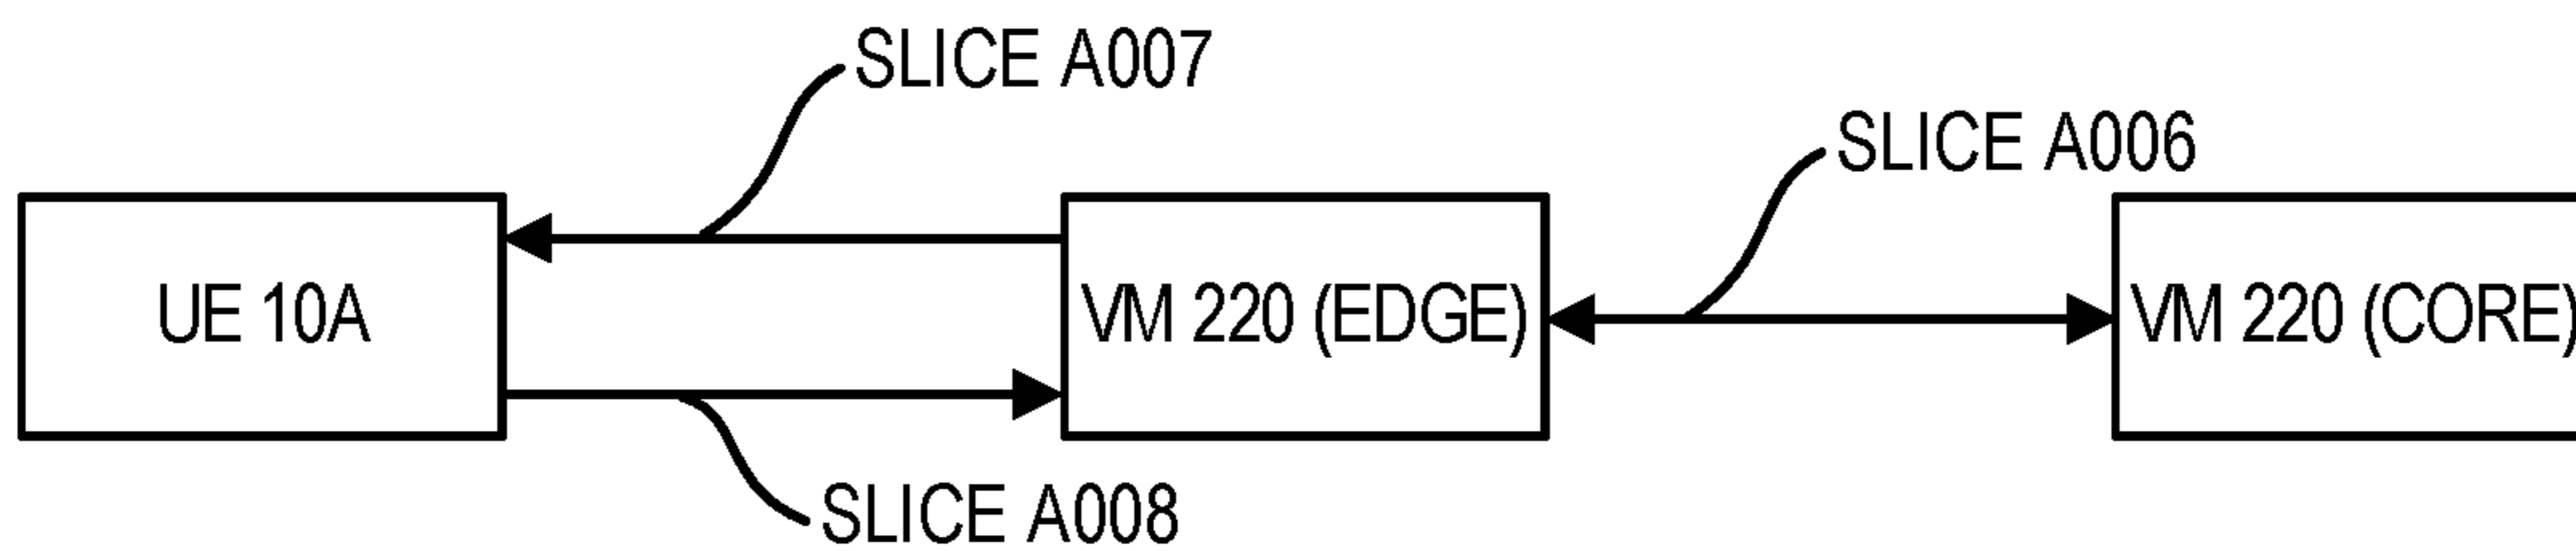 SLICE A007
SLICE A006
UE 10A
VM 220 (EDGE)
VM 220 (CORE)
SLICE A008